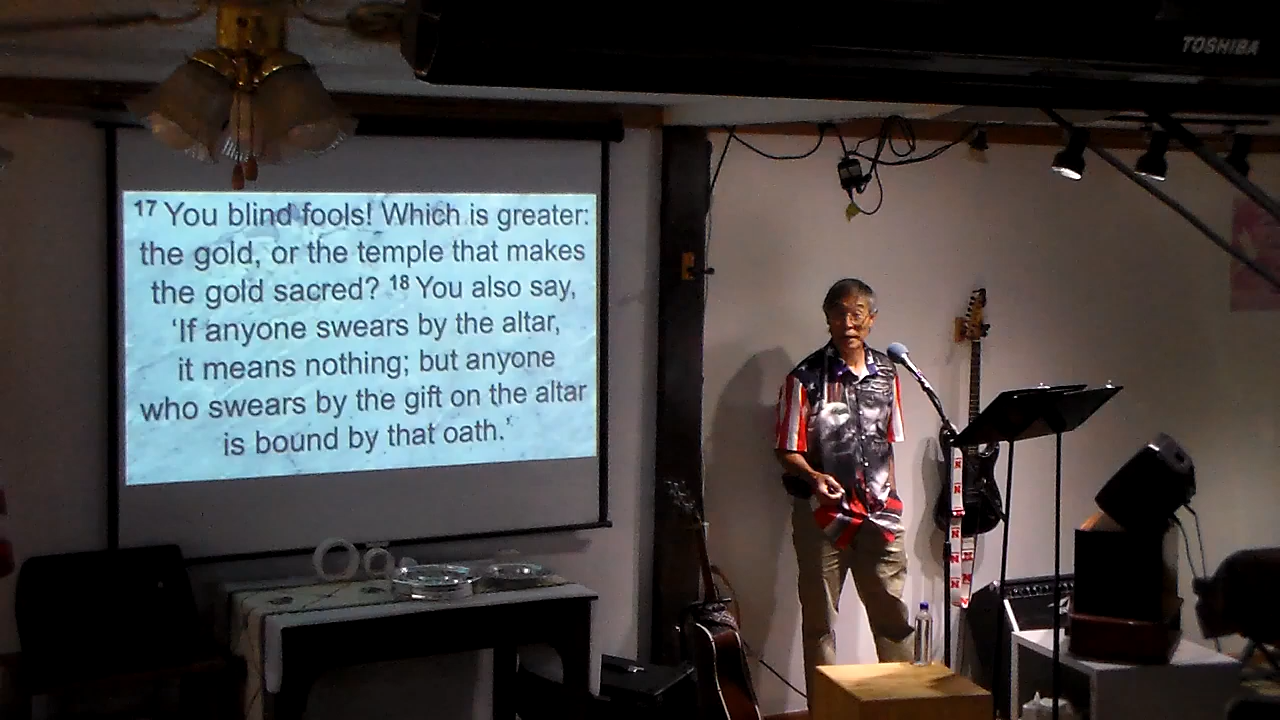 TOSHIBA
17 You blind fools! Which is greater:
the gold, or the temple that makes
the gold sacred? 18 You also say,
‘If anyone swears by the altar,
it means nothing; but anyone
who swears by the gift on the altar
is bound by that oath.’
N
N
N
N
N